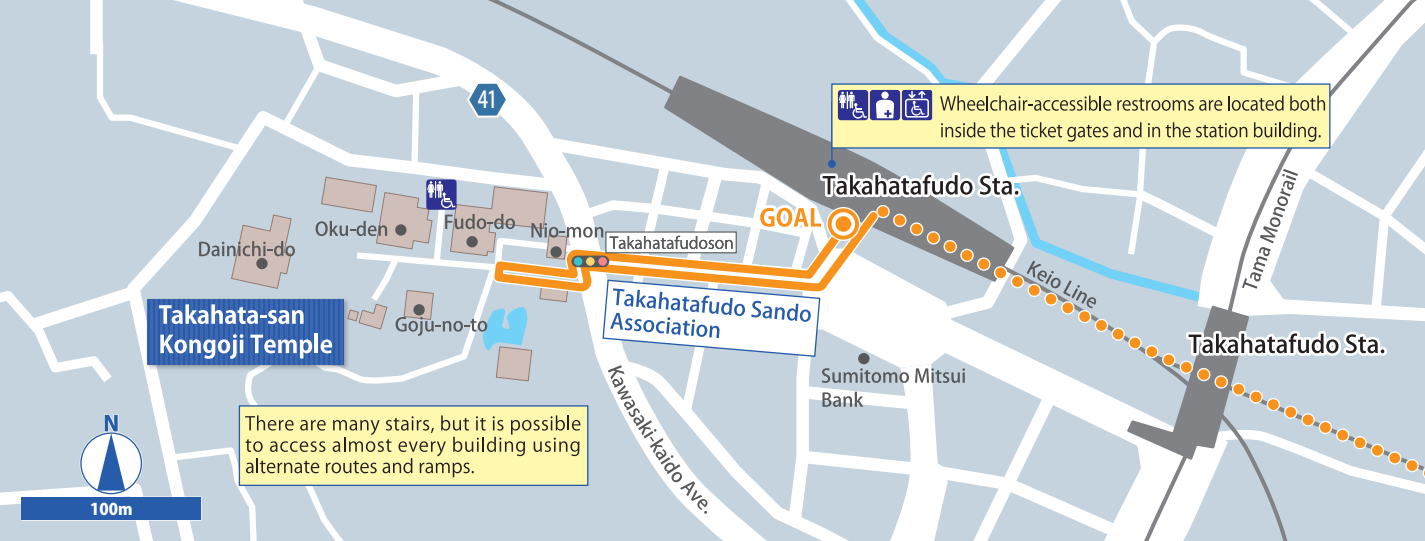 41
Wheelchair-accessible restrooms are located both
inside the ticket gates and in the station building.
Takahatafudo Sta.
GOAL
Tama Monorail
Oku-den
Fudo-do
Nio-mon
Dainichi-do
Takahatafudoson
Keio Line
Takahata-san
Kongoji Temple
Goju-no-to
Takahatafudo Sando
Association
Takahatafudo Sta.
Sumitomo Mitsui
Bank
Kawasaki-kaido Ave.
There are many stairs, but it is possible
to access almost every building using
alternate routes and ramps.
N
100m